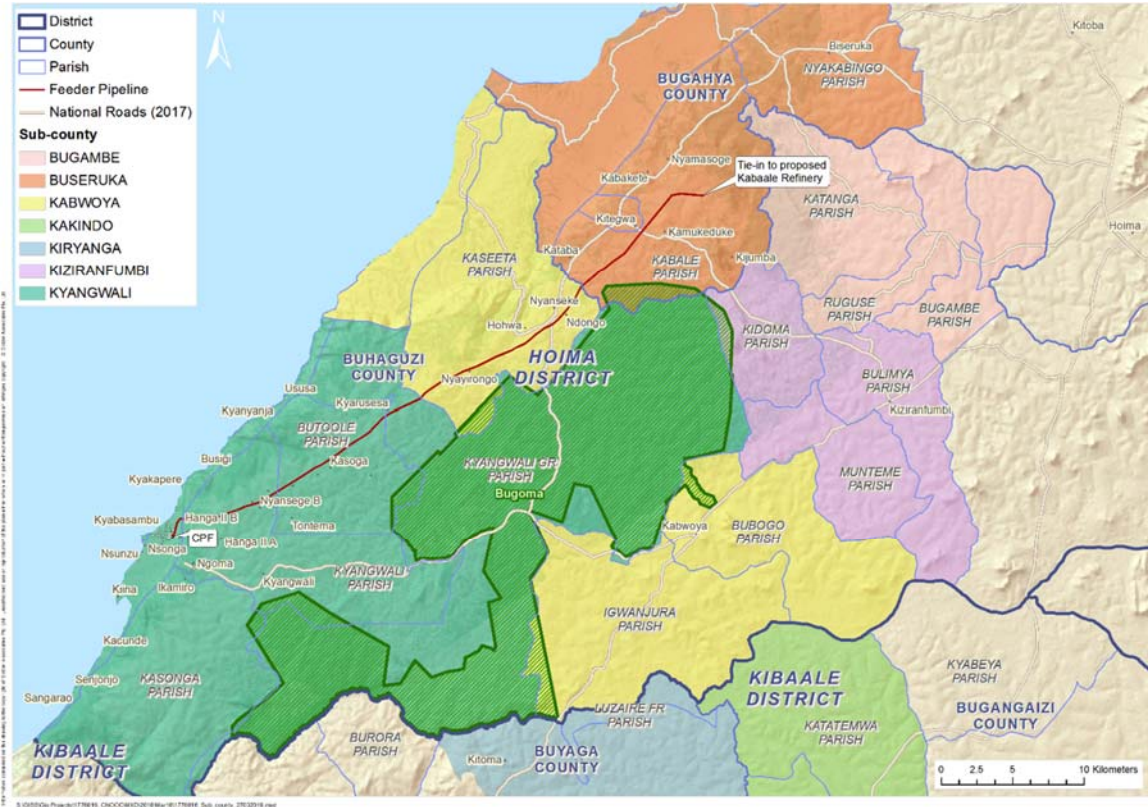 District
County
Parish
Feeder Pipeline
National Roads (2017)
Sub-county
BUGAMBE
BUSERUKA
KABWOYA
KAKINDO
KIRYANGA
KIZIRANFUMBI
KYANGWALI
N
Kitoba
Biseruka
NYAKABINGO
PARISH
BUGAHYA
COUNTY
Nyamasoge
Kabakete
Tie-in to proposed
Kabaale Refinery
KATANGA
PARISH
Hoima
Kitegwa
Kamukeduke
Kataba
KABALE
PARISH
Kijumba
KASEETA
PARISH
Nyanseke
Hohwa
Ndongo
RUGUSE
PARISH
BUGAMBE
PARISH
KIDOMA
PARISH
HOIMA
DISTRICT
BUHAGUZI
COUNTY
BULIMYA
PARISH
Kiziranfumbi
Nyayirongo
Ususa
Kyarusesa
Kyanyanja
BUTOOLE
PARISH
Busigi
Kasoga
KYANGWALI GR.
PARISH
Bugoma
MUNTEME
PARISH
Kyakapere
Nyansege B
Kabwoya
BUBOGO
PARISH
Kyabasambu
Hanga II B
Tontema
CPF
Hanga II A
Nsunzu
Nsonga
Ngoma
KYANGWALI
PARISH
Kiina
Ikamiro
Kyangwali
IGWANJURA
PARISH
Kacunde
KASONGA
PARISH
Senjonjo
Sangarao
KYABEYA
PARISH
KIBAALE
DISTRICT
BUGANGAIZI
COUNTY
LUZAIRE FR
PARISH
KATATEMWA
PARISH
BURORA
PARISH
KIBAALE
DISTRICT
Kitoma
BUYAGA
COUNTY
0 2.5 5 10 Kilometers